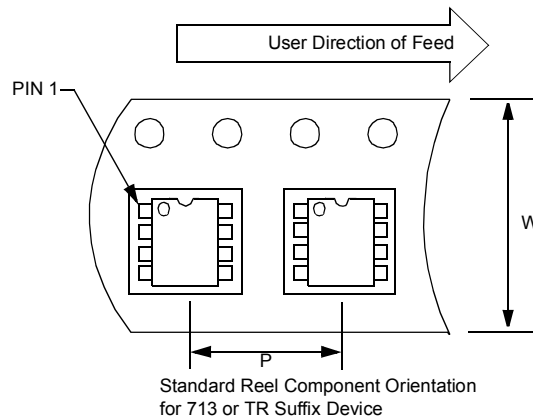 User Direction of Feed
PIN 1
W
P
Standard Reel Component Orientation
for 713 or TR Suffix Device